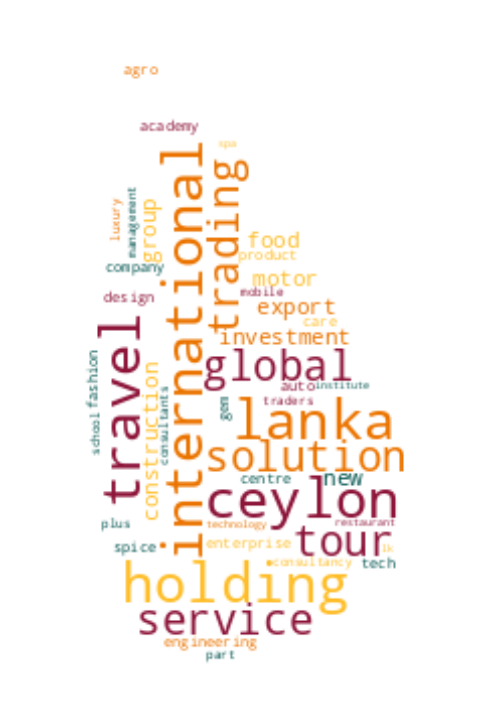 agro
academy
spa
international
trading
management
luxury
group
food
product
company
motor
design
mobile
export
care
travel
investment
global
fashion
school
construction
consultants
auto
institute
gem
traders
lanka
solution
centre
new
ceylon
plus
technology
restaurant
tour
spice
enterprise
lk
consultancy
tech
holding
service
engineering
part